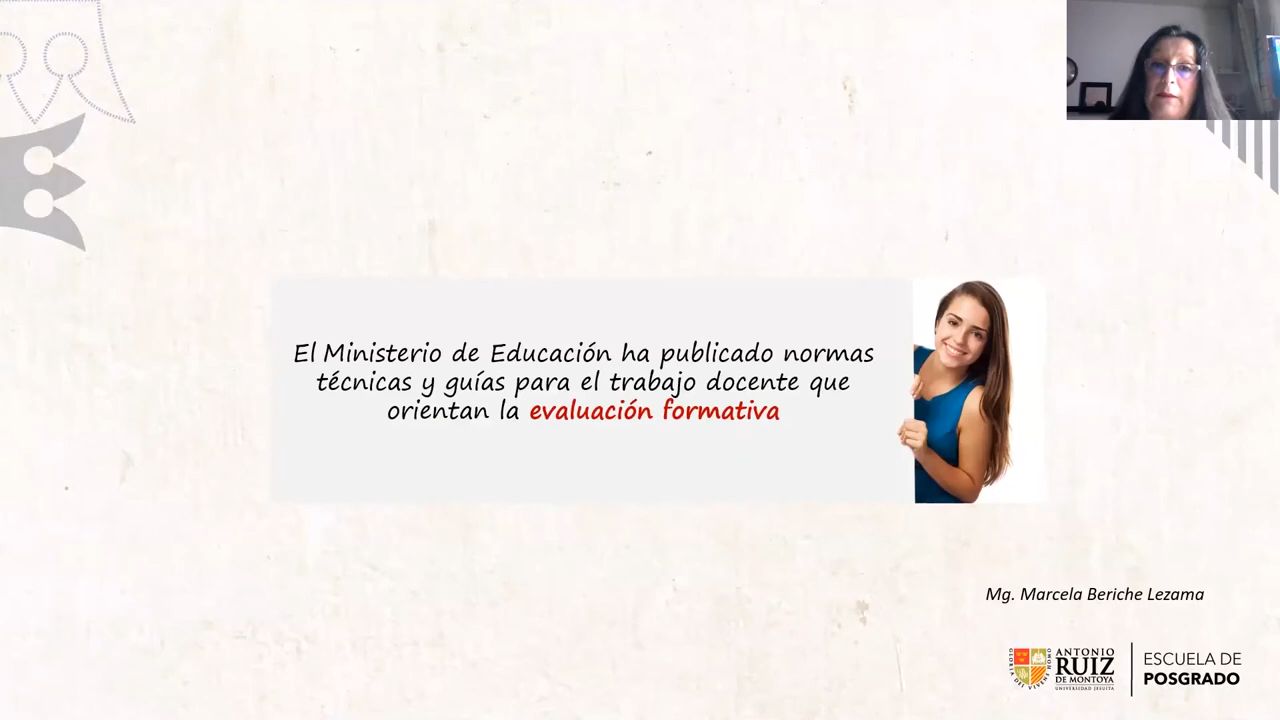 El Ministerio de Educación ha publicado normas
técnicas y guías para el trabajo docente que
orientan la evaluación formativa
Mg. Marcela Beriche Lezama
ANTONIO
RUIZ
DE MONTOYA
UNIVERSIDAD JESUITA
ESCUELA DE
POSGRADO